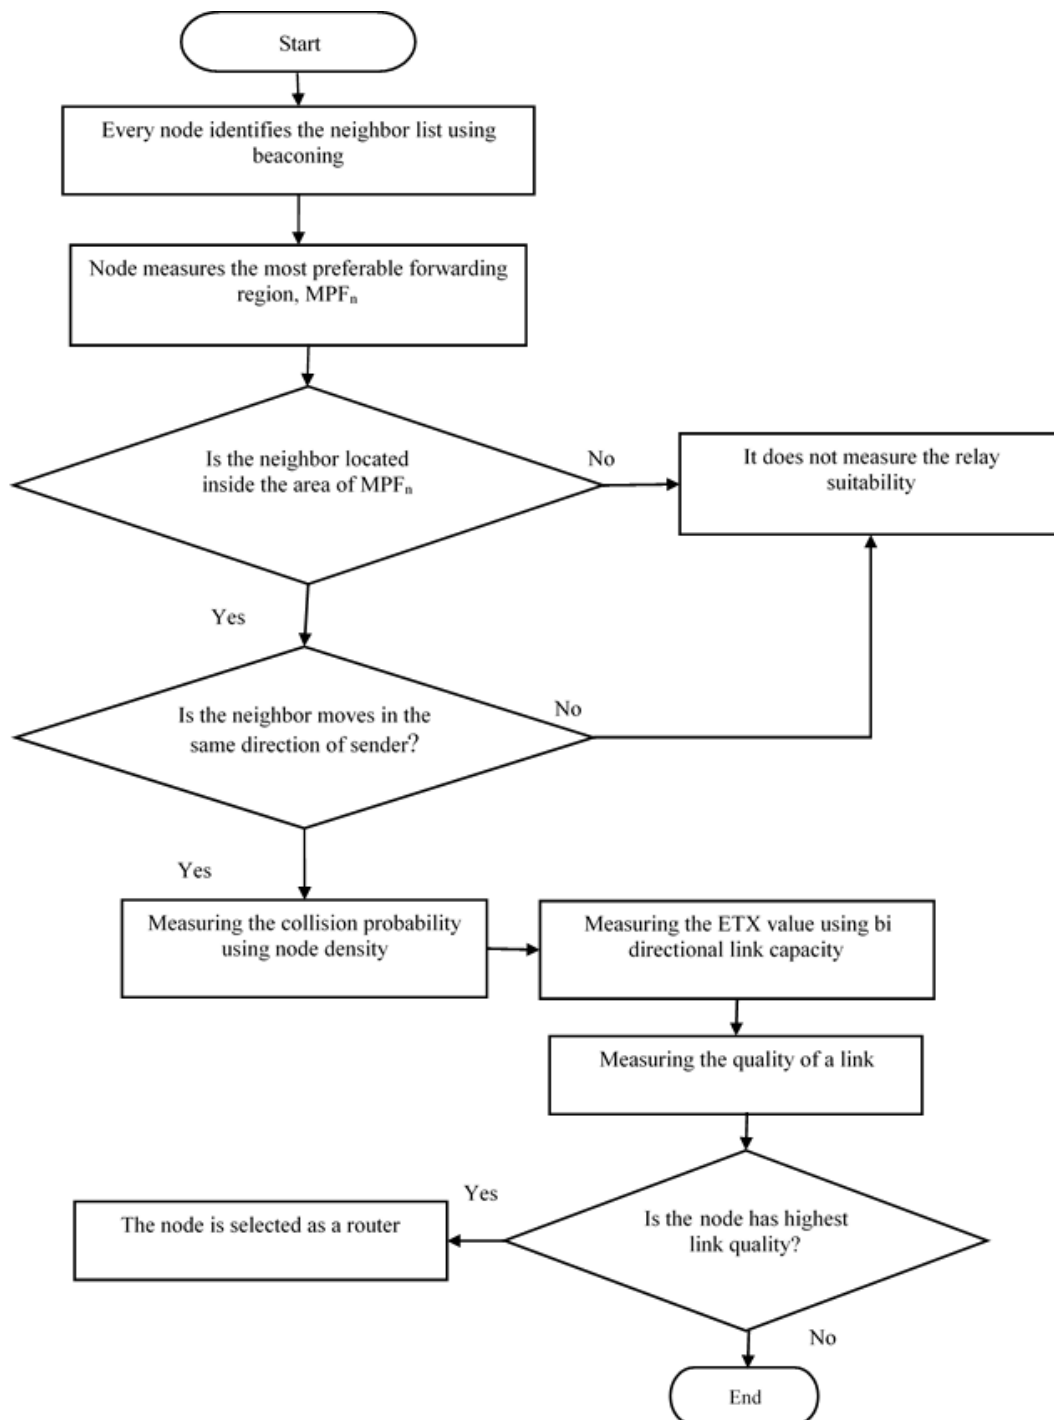 Start
Every node identifies the neighbor list using
beaconing
Node measures the most preferable forwarding
region, MPFₙ
Is the neighbor located
inside the area of MPFₙ
No
It does not measure the relay
suitability
Yes
Is the neighbor moves in the
same direction of sender?
No
Yes
Measuring the collision probability
using node density
Measuring the ETX value using bi
directional link capacity
Measuring the quality of a link
Yes
The node is selected as a router
Is the node has highest
link quality?
No
End